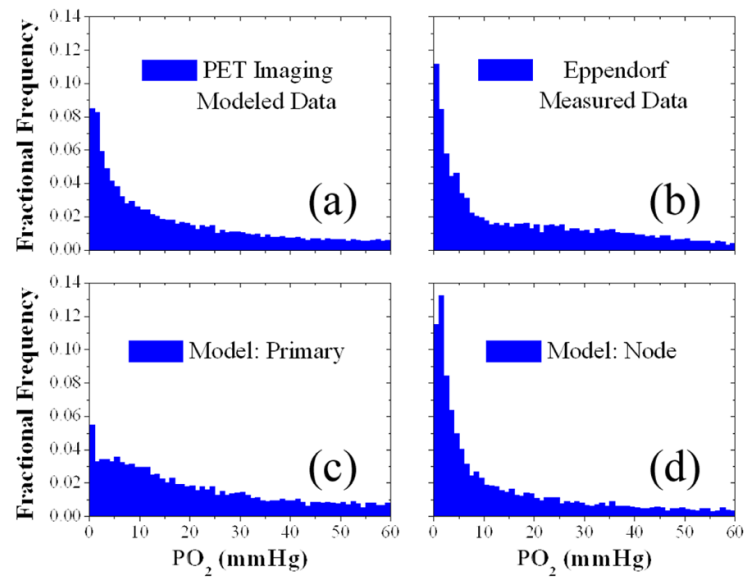 Fractional Frequency
0.14
0.12
0.10
0.08
0.06
0.04
0.02
0.00
PET Imaging
Modeled Data
(a)
Eppendorf
Measured Data
(b)
Fractional Frequency
0.14
0.12
0.10
0.08
0.06
0.04
0.02
0.00
Model: Primary
(c)
Model: Node
(d)
0 10 20 30 40 50 60
0 10 20 30 40 50 60
PO2 (mmHg)
PO2 (mmHg)